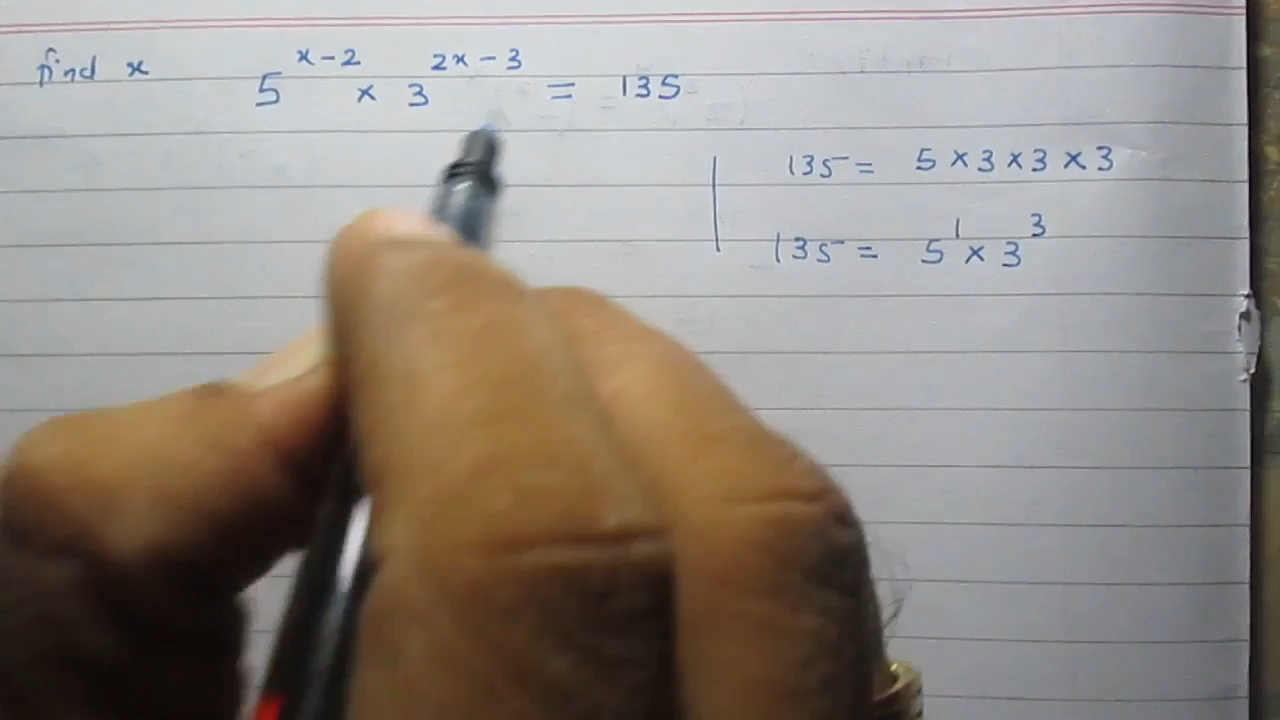 find x 5^{x-2} × 3^{2x-3} = 135
135 = 5 × 3 × 3 × 3
135 = 5^1 × 3^3